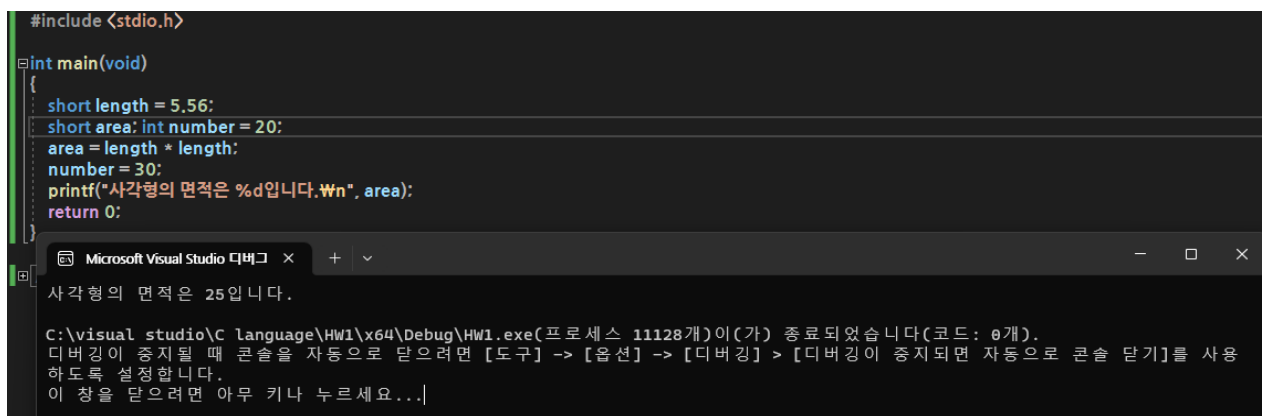 #include <stdio.h>
int main(void)
{
short length = 5.56;
short area; int number = 20;
area = length * length;
number = 30;
printf("사각형의 면적은 %d입니다.₩n", area);
return 0;
}
Microsoft Visual Studio 디버그
사각형의 면적은 25입니다.
C:\visual studio\C language\HW1\x64\Debug\HW1.exe(프로세스 11128개)이(가) 종료되었습니다(코드: 0개).
디버깅이 중지될 때 콘솔을 자동으로 닫으려면 [도구] -> [옵션] -> [디버깅] > [디버깅이 중지되면 자동으로 콘솔 닫기]를 사용
하도록 설정합니다.
이 창을 닫으려면 아무 키나 누르세요...